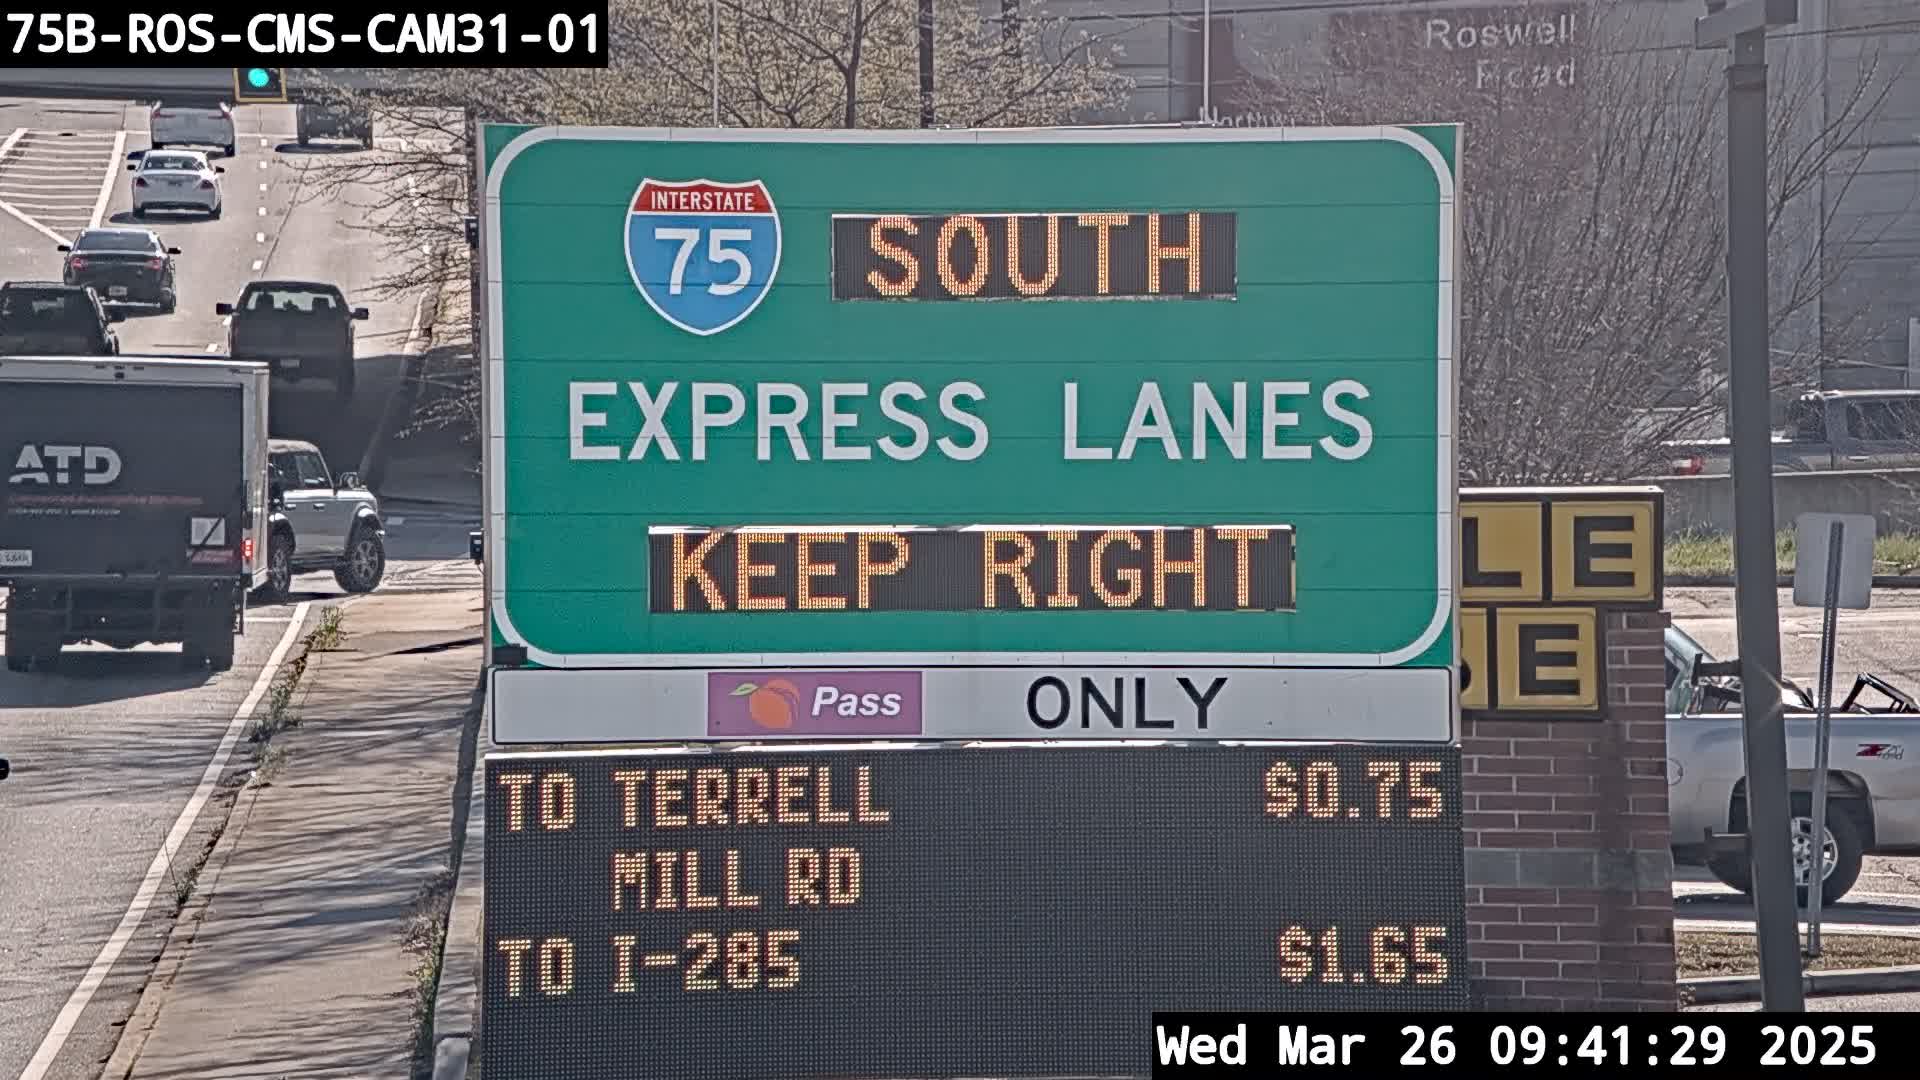 75B-ROS-CMS-CAM31-01
Roswell
Road
INTERSTATE
75
SOUTH
EXPRESS LANES
KEEP RIGHT
Pass ONLY
TO TERRELL $0.75
MILL RD
TO I-285 $1.65
ATD
LE
E
Z71
Wed Mar 26 09:41:29 2025